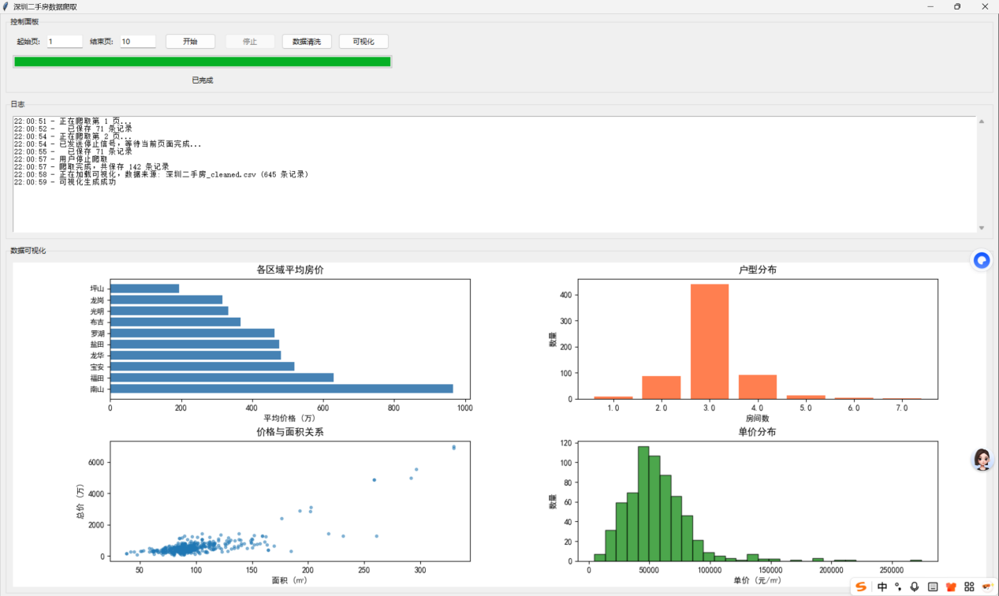 深圳二手房数据爬取
控制面板
起始页: 1 结束页: 10 开始 停止 数据清洗 可视化
已完成
日志
22:00:51 - 正在爬取第 1 页...
22:00:52 -   已保存 71 条记录
22:00:54 - 正在爬取第 2 页...
22:00:54 - 已发送停止信号，等待当前页面完成...
22:00:55 -   已保存 71 条记录
22:00:57 - 用户停止爬取
22:00:57 - 爬取完成，共保存 142 条记录
22:00:58 - 正在加载可视化，数据来源: 深圳二手房_cleaned.csv (645 条记录)
22:00:59 - 可视化生成成功
数据可视化
各区域平均房价
坪山
龙岗
光明
布吉
罗湖
盐田
龙华
宝安
福田
南山
0 200 400 600 800 1000
平均价格 (万)
户型分布
数量
400
300
200
100
0
1.0 2.0 3.0 4.0 5.0 6.0 7.0
房间数
价格与面积关系
总价 (万)
6000
4000
2000
0
50 100 150 200 250 300
面积 (㎡)
单价分布
数量
120
100
80
60
40
20
0
0 50000 100000 150000 200000 250000
单价 (元/㎡)
S 中 °,